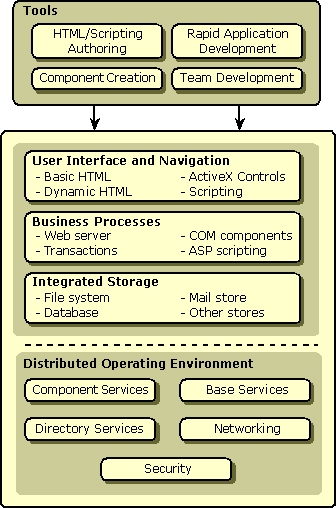 Tools
HTML/Scripting Authoring
Rapid Application Development
Component Creation
Team Development
User Interface and Navigation
- Basic HTML
- ActiveX Controls
- Dynamic HTML
- Scripting
Business Processes
- Web server
- COM components
- Transactions
- ASP scripting
Integrated Storage
- File system
- Mail store
- Database
- Other stores
Distributed Operating Environment
Component Services
Base Services
Directory Services
Networking
Security